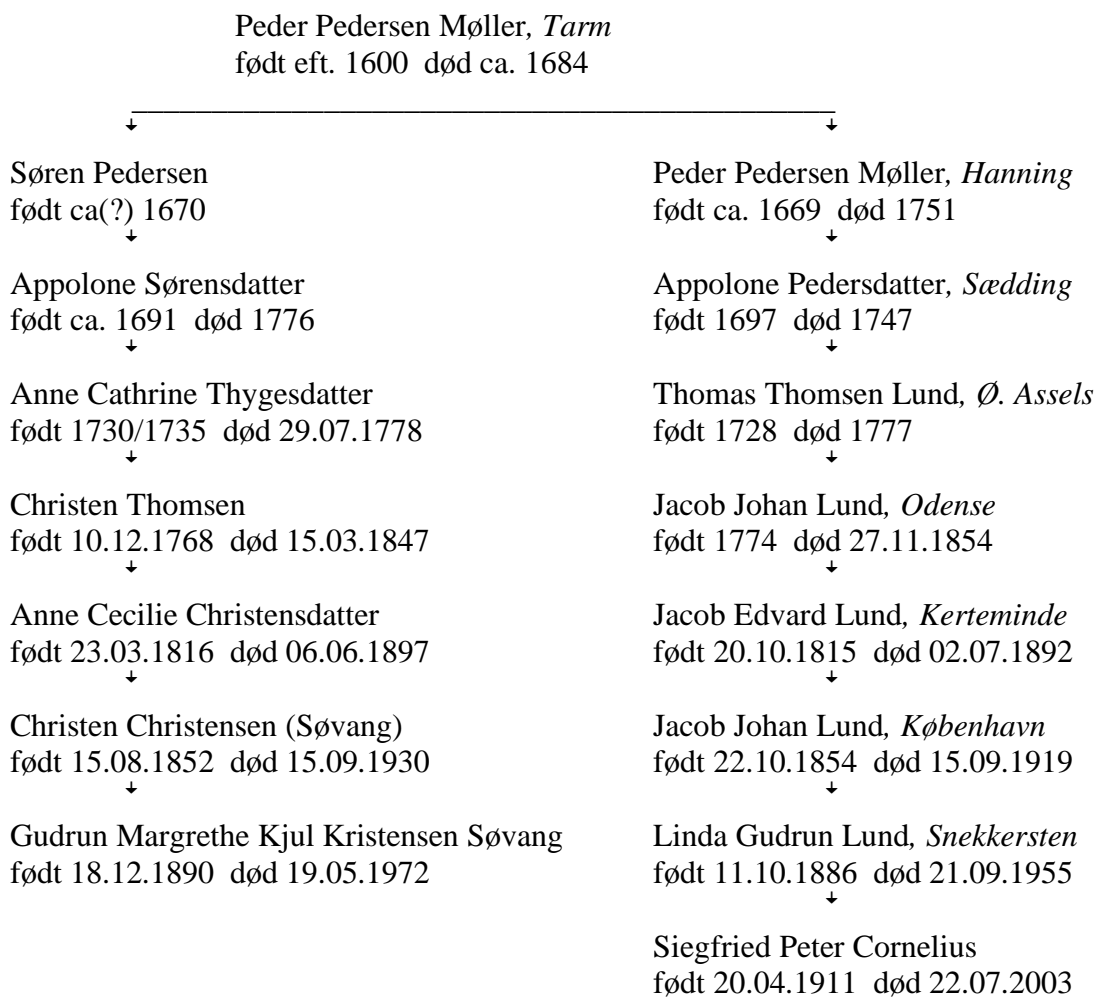 Peder Pedersen Møller, Tarm
født eft. 1600 død ca. 1684
Søren Pedersen
født ca(?) 1670
Peder Pedersen Møller, Hanning
født ca. 1669 død 1751
Appolone Sørensdatter
født ca. 1691 død 1776
Appolone Pedersdatter, Sædding
født 1697 død 1747
Anne Cathrine Thygesdatter
født 1730/1735 død 29.07.1778
Thomas Thomsen Lund, Ø. Assels
født 1728 død 1777
Christen Thomsen
født 10.12.1768 død 15.03.1847
Jacob Johan Lund, Odense
født 1774 død 27.11.1854
Anne Cecilie Christensdatter
født 23.03.1816 død 06.06.1897
Jacob Edvard Lund, Kerteminde
født 20.10.1815 død 02.07.1892
Christen Christensen (Søvang)
født 15.08.1852 død 15.09.1930
Jacob Johan Lund, København
født 22.10.1854 død 15.09.1919
Gudrun Margrethe Kjul Kristensen Søvang
født 18.12.1890 død 19.05.1972
Linda Gudrun Lund, Snekkersten
født 11.10.1886 død 21.09.1955
Siegfried Peter Cornelius
født 20.04.1911 død 22.07.2003